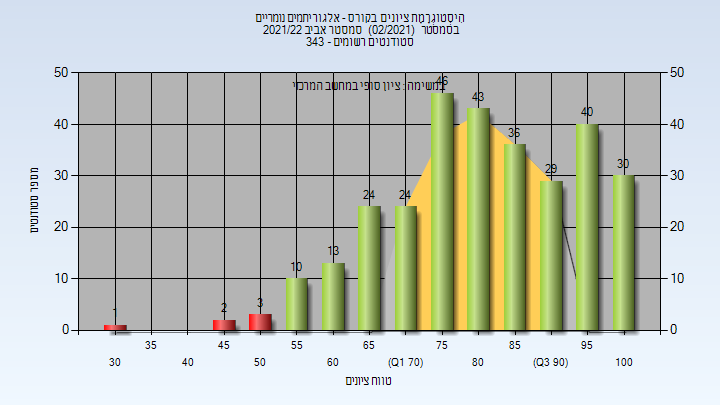 היסטוגרמת ציונים בקורס - אלגוריתמים נומריים
בסמסטר (02/2021) סמסטר אביב 2021/22
סטודנטים רשומים - 343
במשימה : ציון סופי במחשב המרכזי
מספר סטודנטים
50 40 30 20 10 0
50 40 30 20 10 0
1 2 3 10 13 24 24 46 43 36 29 40 30
35 45 55 65 75 85 95
30 40 50 60 (Q1 70) 80 (Q3 90) 100
טווח ציונים